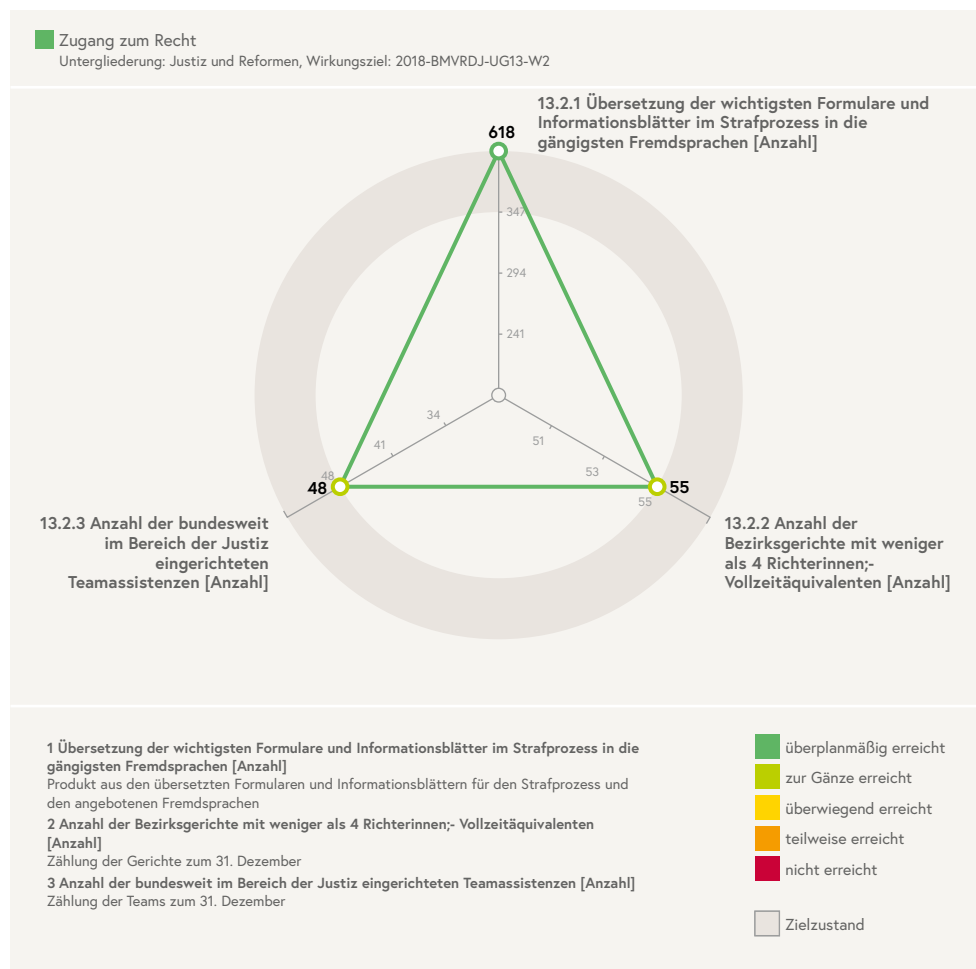 Zugang zum Recht
Untergliederung: Justiz und Reformen, Wirkungsziel: 2018-BMVRDJ-UG13-W2
13.2.1 Übersetzung der wichtigsten Formulare und
Informationsblätter im Strafprozess in die
gängigsten Fremdsprachen [Anzahl]
618
347
294
241
34
41
48
48
51
53
55
55
13.2.3 Anzahl der bundesweit
im Bereich der Justiz
eingerichteten
Teamassistenzen [Anzahl]
13.2.2 Anzahl der
Bezirksgerichte mit weniger
als 4 Richterinnen;-
Vollzeitäquivalenten [Anzahl]
1 Übersetzung der wichtigsten Formulare und Informationsblätter im Strafprozess in die
gängigsten Fremdsprachen [Anzahl]
Produkt aus den übersetzten Formularen und Informationsblättern für den Strafprozess und
den angebotenen Fremdsprachen
2 Anzahl der Bezirksgerichte mit weniger als 4 Richterinnen;- Vollzeitäquivalenten
[Anzahl]
Zählung der Gerichte zum 31. Dezember
3 Anzahl der bundesweit im Bereich der Justiz eingerichteten Teamassistenzen [Anzahl]
Zählung der Teams zum 31. Dezember
überplanmäßig erreicht
zur Gänze erreicht
überwiegend erreicht
teilweise erreicht
nicht erreicht
Zielzustand